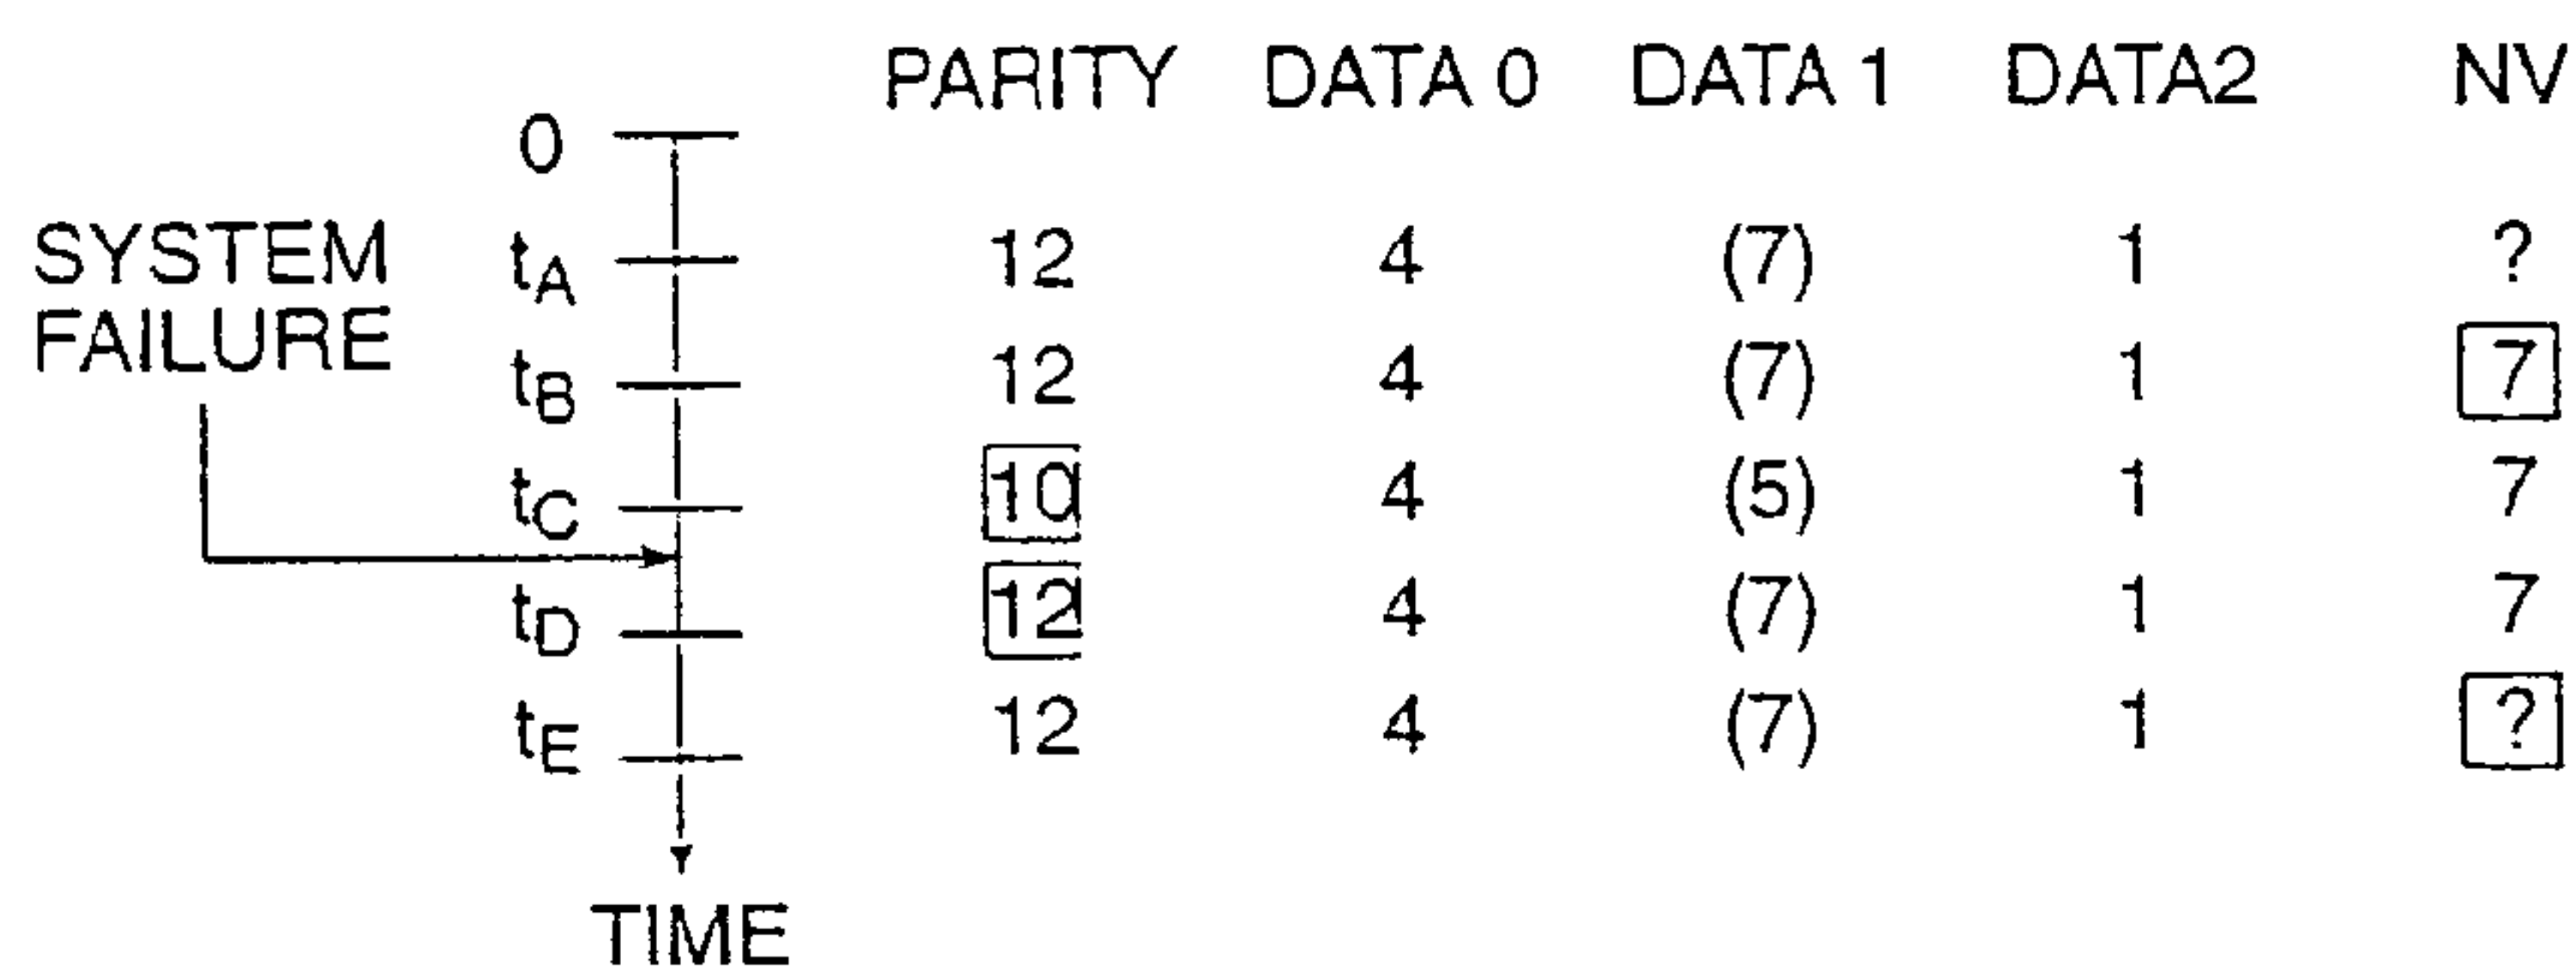 PARITY DATA 0 DATA 1 DATA2 NV
0
SYSTEM
FAILURE
tA 12 4 (7) 1 ?
tB 12 4 (7) 1 7
tC 10 4 (5) 1 7
tD 12 4 (7) 1 7
tE 12 4 (7) 1 ?
TIME